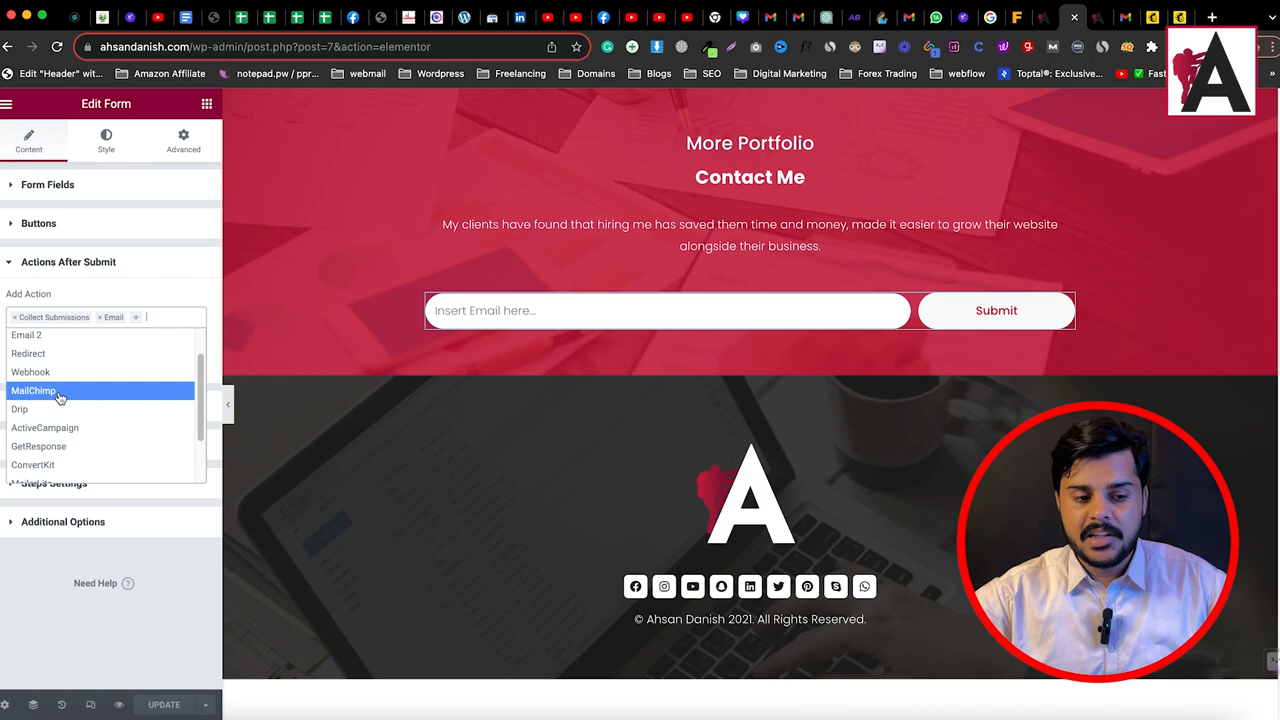 ahsandanish.com/wp-admin/post.php?post=7&action=elementor
Edit "Header" wit...
Amazon Affiliate
notepad.pw / ppr...
webmail
Wordpress
Freelancing
Domains
Blogs
SEO
Digital Marketing
Forex Trading
webflow
Toptal®: Exclusive...
Fast
A
Edit Form
Content
Style
Advanced
Form Fields
Buttons
Actions After Submit
Add Action
× Collect Submissions × Email +
Email 2
Redirect
Webhook
MailChimp
Drip
ActiveCampaign
GetResponse
ConvertKit
Steps Settings
Additional Options
Need Help ?
UPDATE
More Portfolio
Contact Me
My clients have found that hiring me has saved them time and money, made it easier to grow their website
alongside their business.
Insert Email here...
Submit
A
© Ahsan Danish 2021. All Rights Reserved.